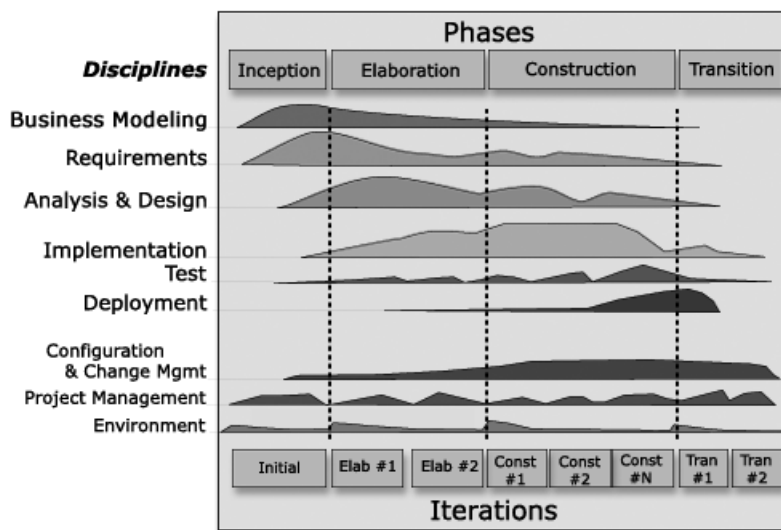 Phases
Disciplines Inception Elaboration Construction Transition
Business Modeling
Requirements
Analysis & Design
Implementation
Test
Deployment
Configuration
& Change Mgmt
Project Management
Environment
Initial Elab #1 Elab #2 Const #1 Const #2 Const #N Tran #1 Tran #2
Iterations